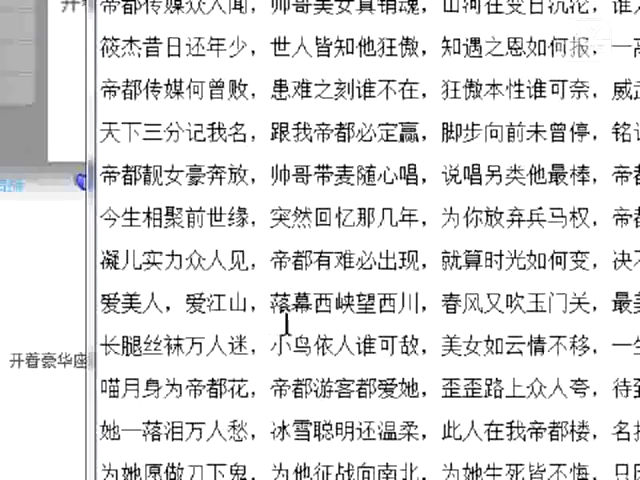 帝都传媒众人闻，帅哥美女真销魂，山河在变日沉沦，谁
筱杰昔日还年少，世人皆知他狂傲，知遇之恩如何报，一
帝都传媒何曾败，患难之刻谁不在，狂傲本性谁可奈，威
天下三分记我名，跟我帝都必定赢，脚步向前未曾停，铭
帝都靓女豪奔放，帅哥带麦随心唱，说唱另类他最棒，帝
今生相聚前世缘，突然回忆那几年，为你放弃兵马权，帝
凝儿实力众人见，帝都有难必出现，就算时光如何变，决
爱美人，爱江山，落幕西峡望西川，春风又吹玉门关，最
长腿丝袜万人迷，小鸟依人谁可敌，美女如云情不移，一
喵月身为帝都花，帝都游客都爱她，歪歪路上众人夸，待
她一落泪万人愁，冰雪聪明还温柔，此人在我帝都楼，名
为她愿做刀下鬼，为他征战向南北，为她生死皆不悔，只
开着豪华座